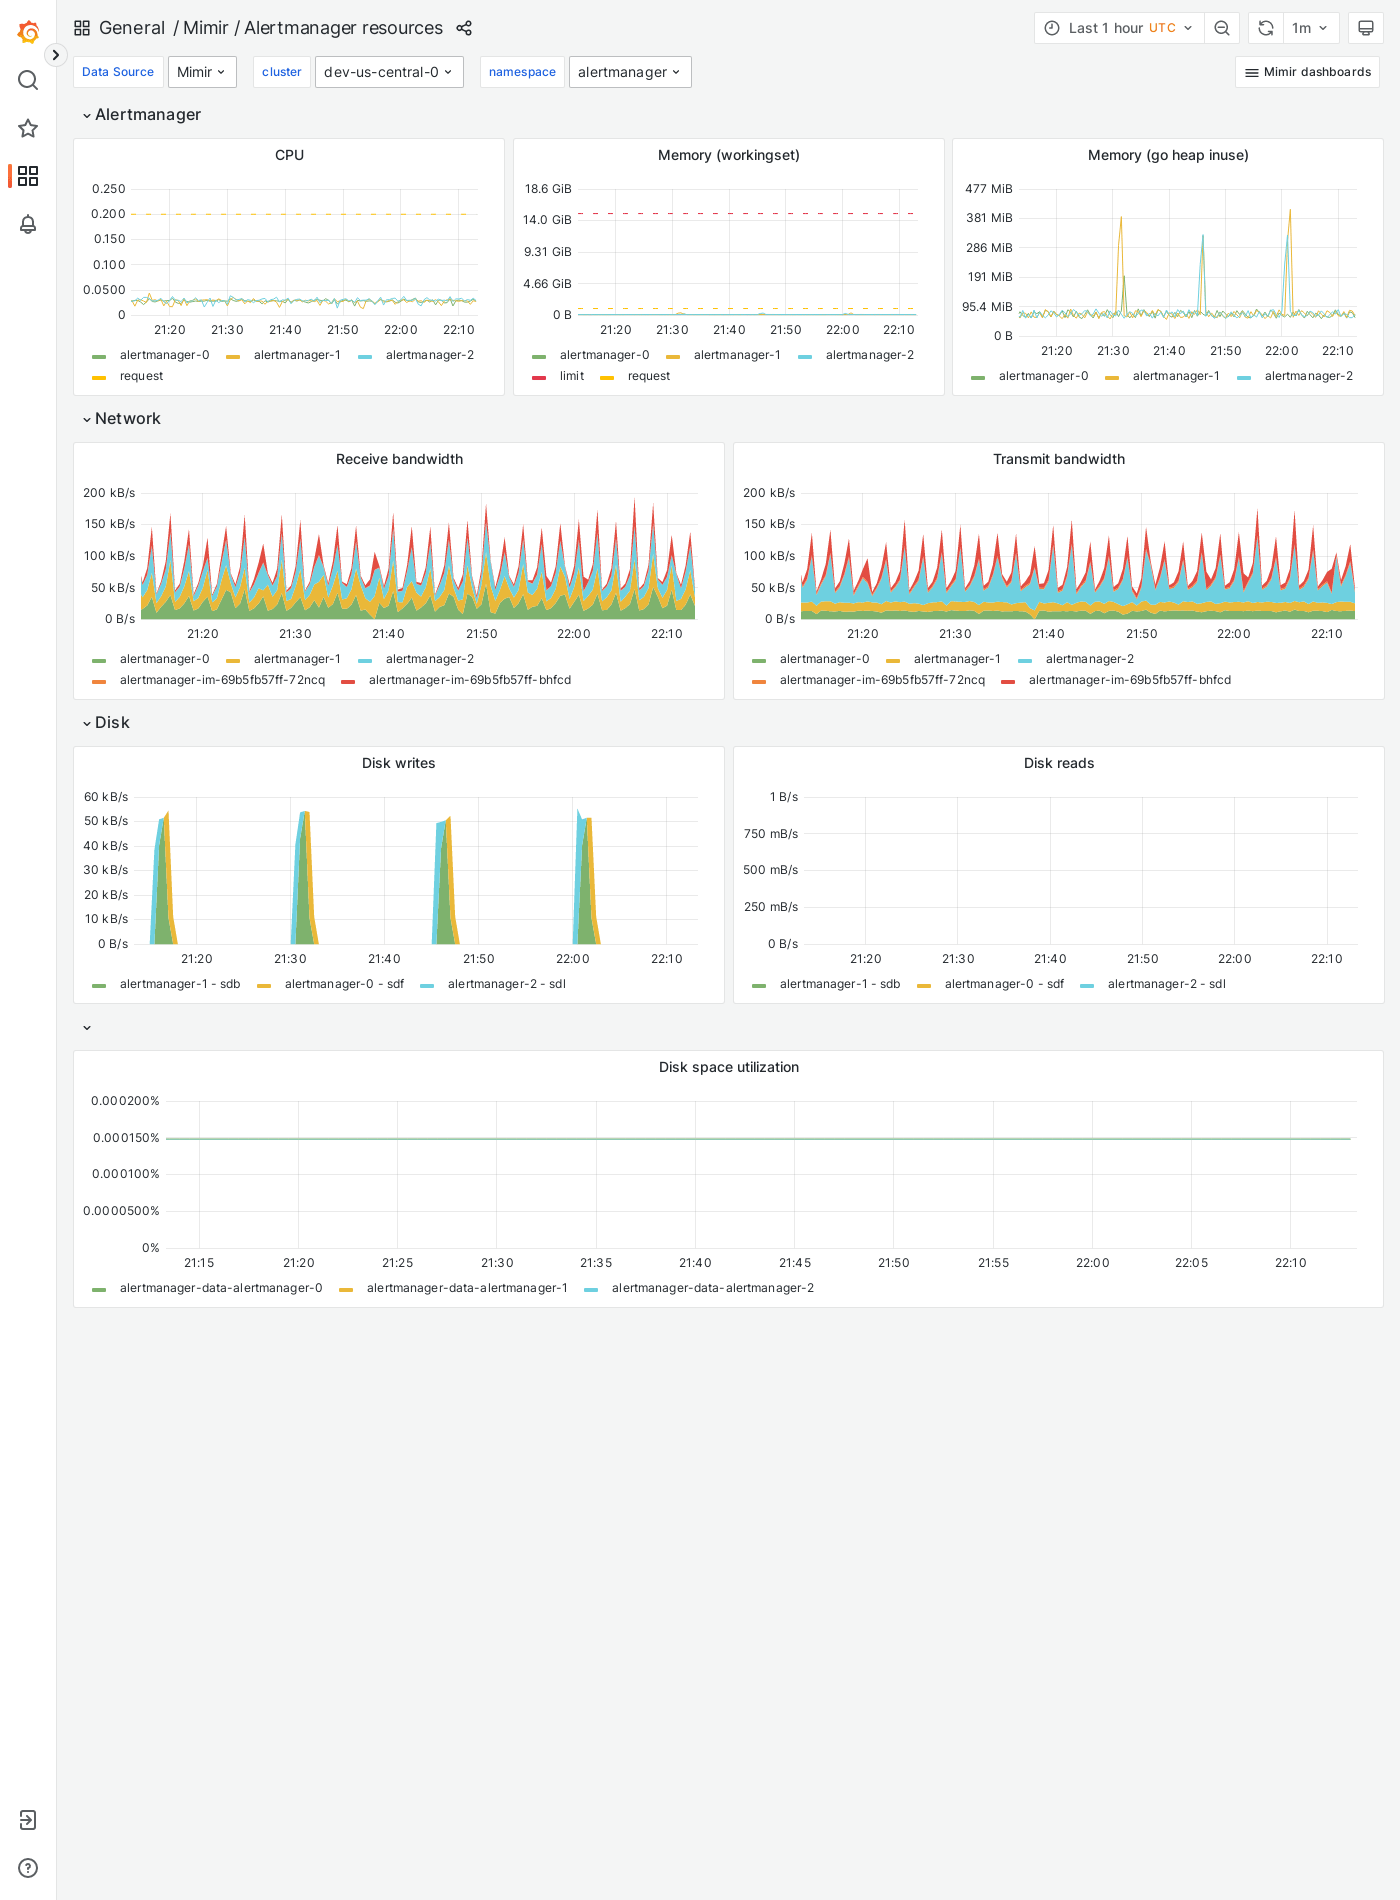 General / Mimir / Alertmanager resources
Last 1 hour UTC
1m
Data Source Mimir cluster dev-us-central-0 namespace alertmanager
Mimir dashboards
Alertmanager
CPU
0.250
0.200
0.150
0.100
0.0500
0
21:20 21:30 21:40 21:50 22:00 22:10
alertmanager-0 alertmanager-1 alertmanager-2
request
Memory (workingset)
18.6 GiB
14.0 GiB
9.31 GiB
4.66 GiB
0 B
21:20 21:30 21:40 21:50 22:00 22:10
alertmanager-0 alertmanager-1 alertmanager-2
limit request
Memory (go heap inuse)
477 MiB
381 MiB
286 MiB
191 MiB
95.4 MiB
0 B
21:20 21:30 21:40 21:50 22:00 22:10
alertmanager-0 alertmanager-1 alertmanager-2
Network
Receive bandwidth
200 kB/s
150 kB/s
100 kB/s
50 kB/s
0 B/s
21:20 21:30 21:40 21:50 22:00 22:10
alertmanager-0 alertmanager-1 alertmanager-2
alertmanager-im-69b5fb57ff-72ncq alertmanager-im-69b5fb57ff-bhfcd
Transmit bandwidth
200 kB/s
150 kB/s
100 kB/s
50 kB/s
0 B/s
21:20 21:30 21:40 21:50 22:00 22:10
alertmanager-0 alertmanager-1 alertmanager-2
alertmanager-im-69b5fb57ff-72ncq alertmanager-im-69b5fb57ff-bhfcd
Disk
Disk writes
60 kB/s
50 kB/s
40 kB/s
30 kB/s
20 kB/s
10 kB/s
0 B/s
21:20 21:30 21:40 21:50 22:00 22:10
alertmanager-1 - sdb alertmanager-0 - sdf alertmanager-2 - sdl
Disk reads
1 B/s
750 mB/s
500 mB/s
250 mB/s
0 B/s
21:20 21:30 21:40 21:50 22:00 22:10
alertmanager-1 - sdb alertmanager-0 - sdf alertmanager-2 - sdl
Disk space utilization
0.000200%
0.000150%
0.000100%
0.0000500%
0%
21:15 21:20 21:25 21:30 21:35 21:40 21:45 21:50 21:55 22:00 22:05 22:10
alertmanager-data-alertmanager-0 alertmanager-data-alertmanager-1 alertmanager-data-alertmanager-2